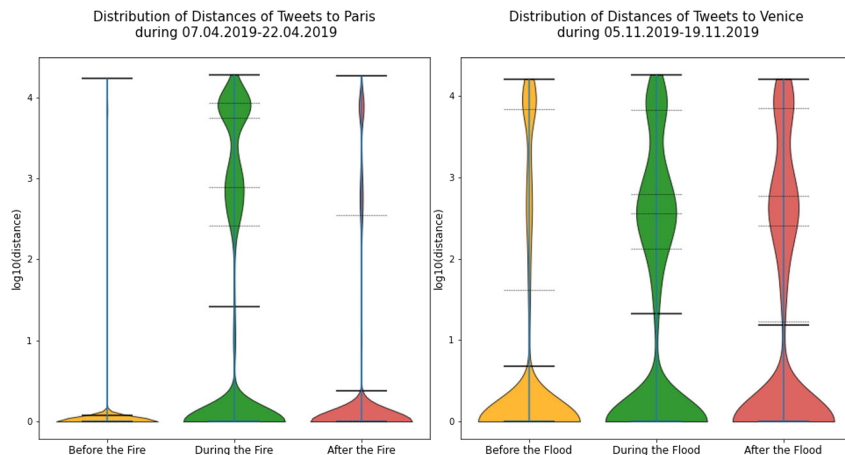 Distribution of Distances of Tweets to Paris
during 07.04.2019-22.04.2019
log10(distance)
4
3
2
1
0
Before the Fire
During the Fire
After the Fire
Distribution of Distances of Tweets to Venice
during 05.11.2019-19.11.2019
log10(distance)
4
3
2
1
0
Before the Flood
During the Flood
After the Flood